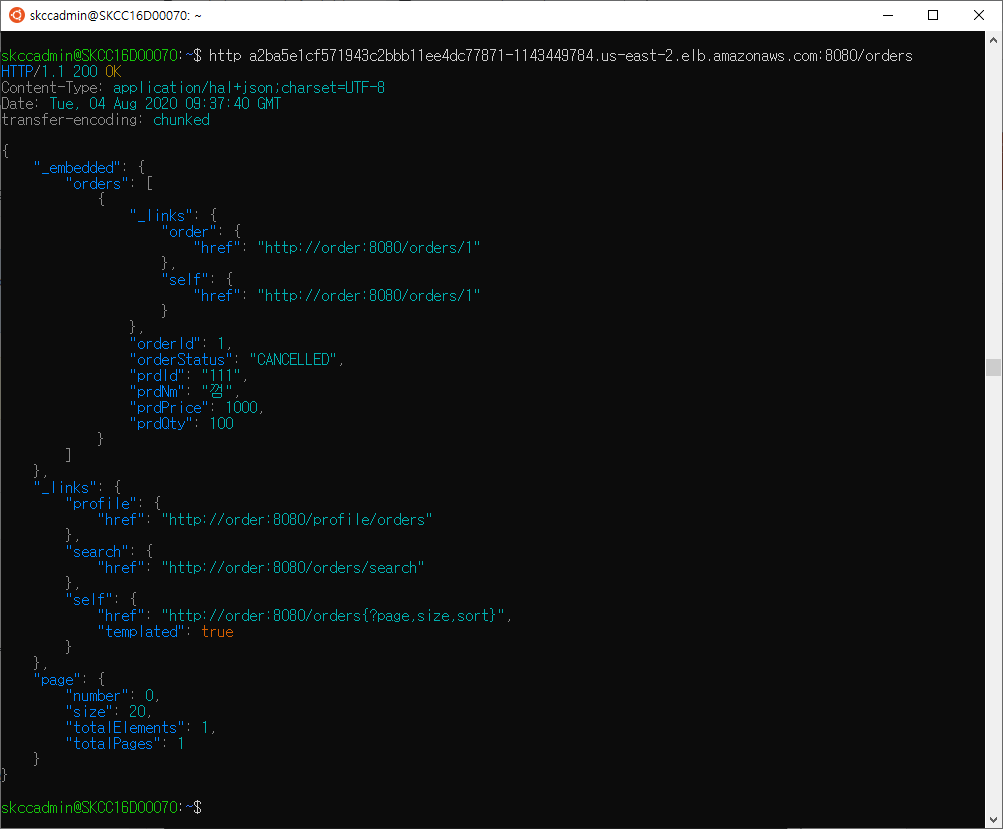 skccadmin@SKCC16D00070: ~
skccadmin@SKCC16D00070:~$ http a2ba5e1cf571943c2bbb11ee4dc77871-1143449784.us-east-2.elb.amazonaws.com:8080/orders
HTTP/1.1 200 OK
Content-Type: application/hal+json;charset=UTF-8
Date: Tue, 04 Aug 2020 09:37:40 GMT
transfer-encoding: chunked
{
    "_embedded": {
        "orders": [
            {
                "_links": {
                    "order": {
                        "href": "http://order:8080/orders/1"
                    },
                    "self": {
                        "href": "http://order:8080/orders/1"
                    }
                },
                "orderId": 1,
                "orderStatus": "CANCELLED",
                "prdId": "111",
                "prdNm": "껌",
                "prdPrice": 1000,
                "prdQty": 100
            }
        ]
    },
    "_links": {
        "profile": {
            "href": "http://order:8080/profile/orders"
        },
        "search": {
            "href": "http://order:8080/orders/search"
        },
        "self": {
            "href": "http://order:8080/orders{?page,size,sort}",
            "templated": true
        }
    },
    "page": {
        "number": 0,
        "size": 20,
        "totalElements": 1,
        "totalPages": 1
    }
}
skccadmin@SKCC16D00070:~$